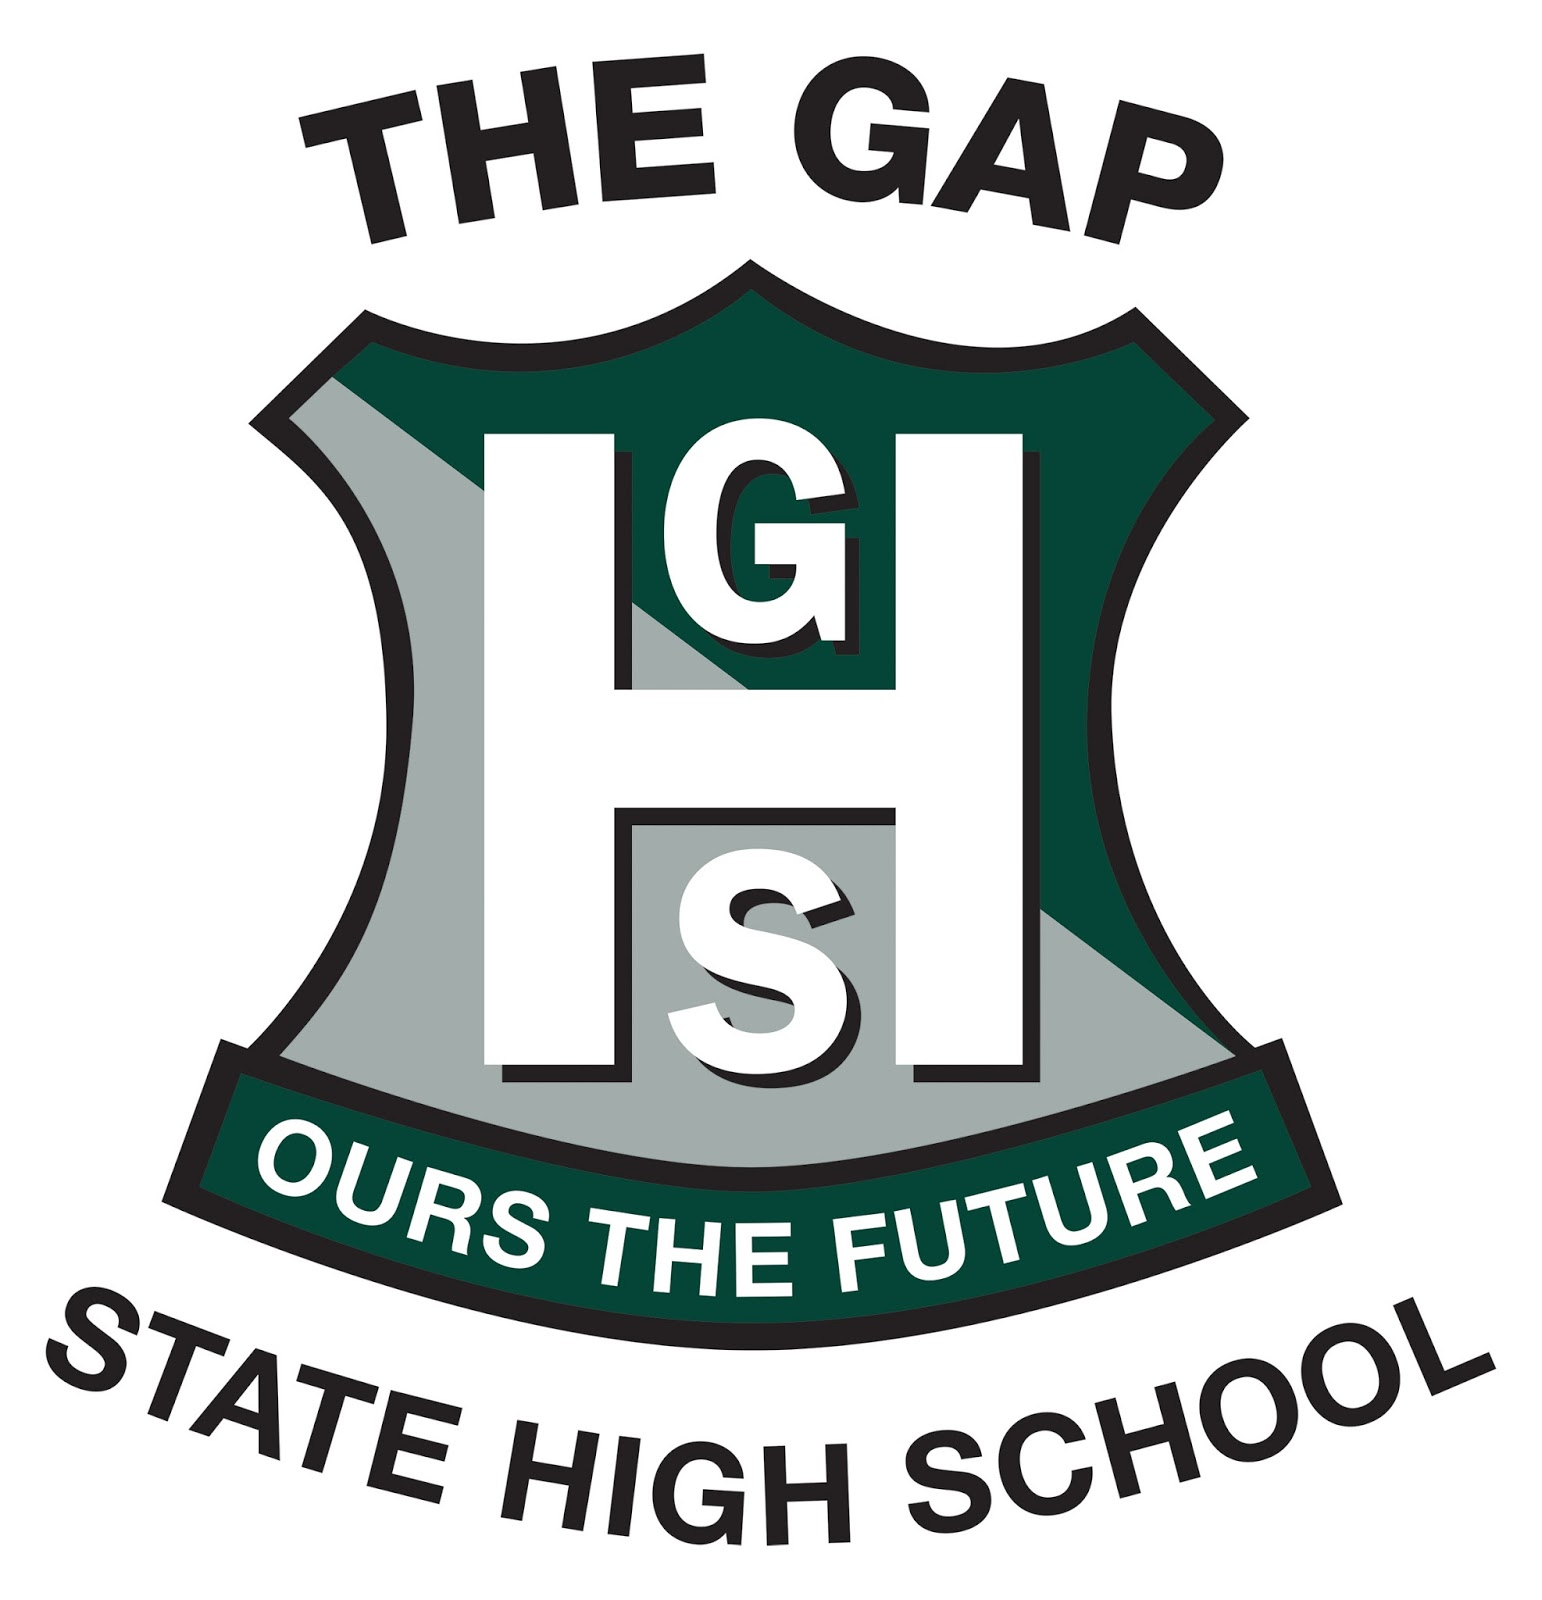 THE GAP
G
H
S
OURS THE FUTURE
STATE HIGH SCHOOL